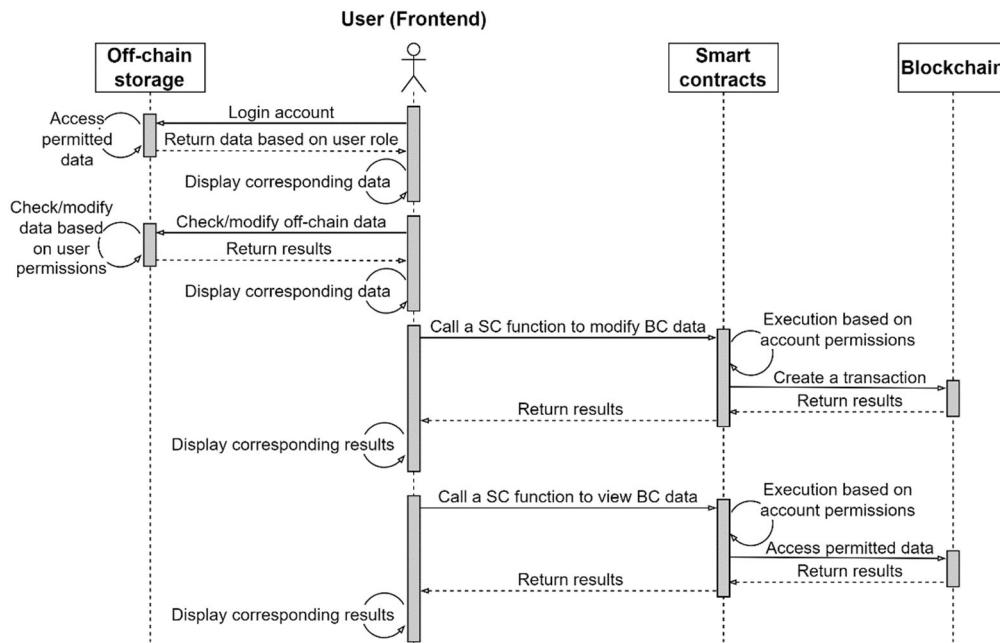 User (Frontend)
Off-chain
storage
Smart
contracts
Blockchain
Login account
Access
permitted
data
Return data based on user role
Display corresponding data
Check/modify
data based
on user
permissions
Check/modify off-chain data
Return results
Display corresponding data
Call a SC function to modify BC data
Execution based on
account permissions
Create a transaction
Return results
Return results
Display corresponding results
Call a SC function to view BC data
Execution based on
account permissions
Access permitted data
Return results
Return results
Display corresponding results